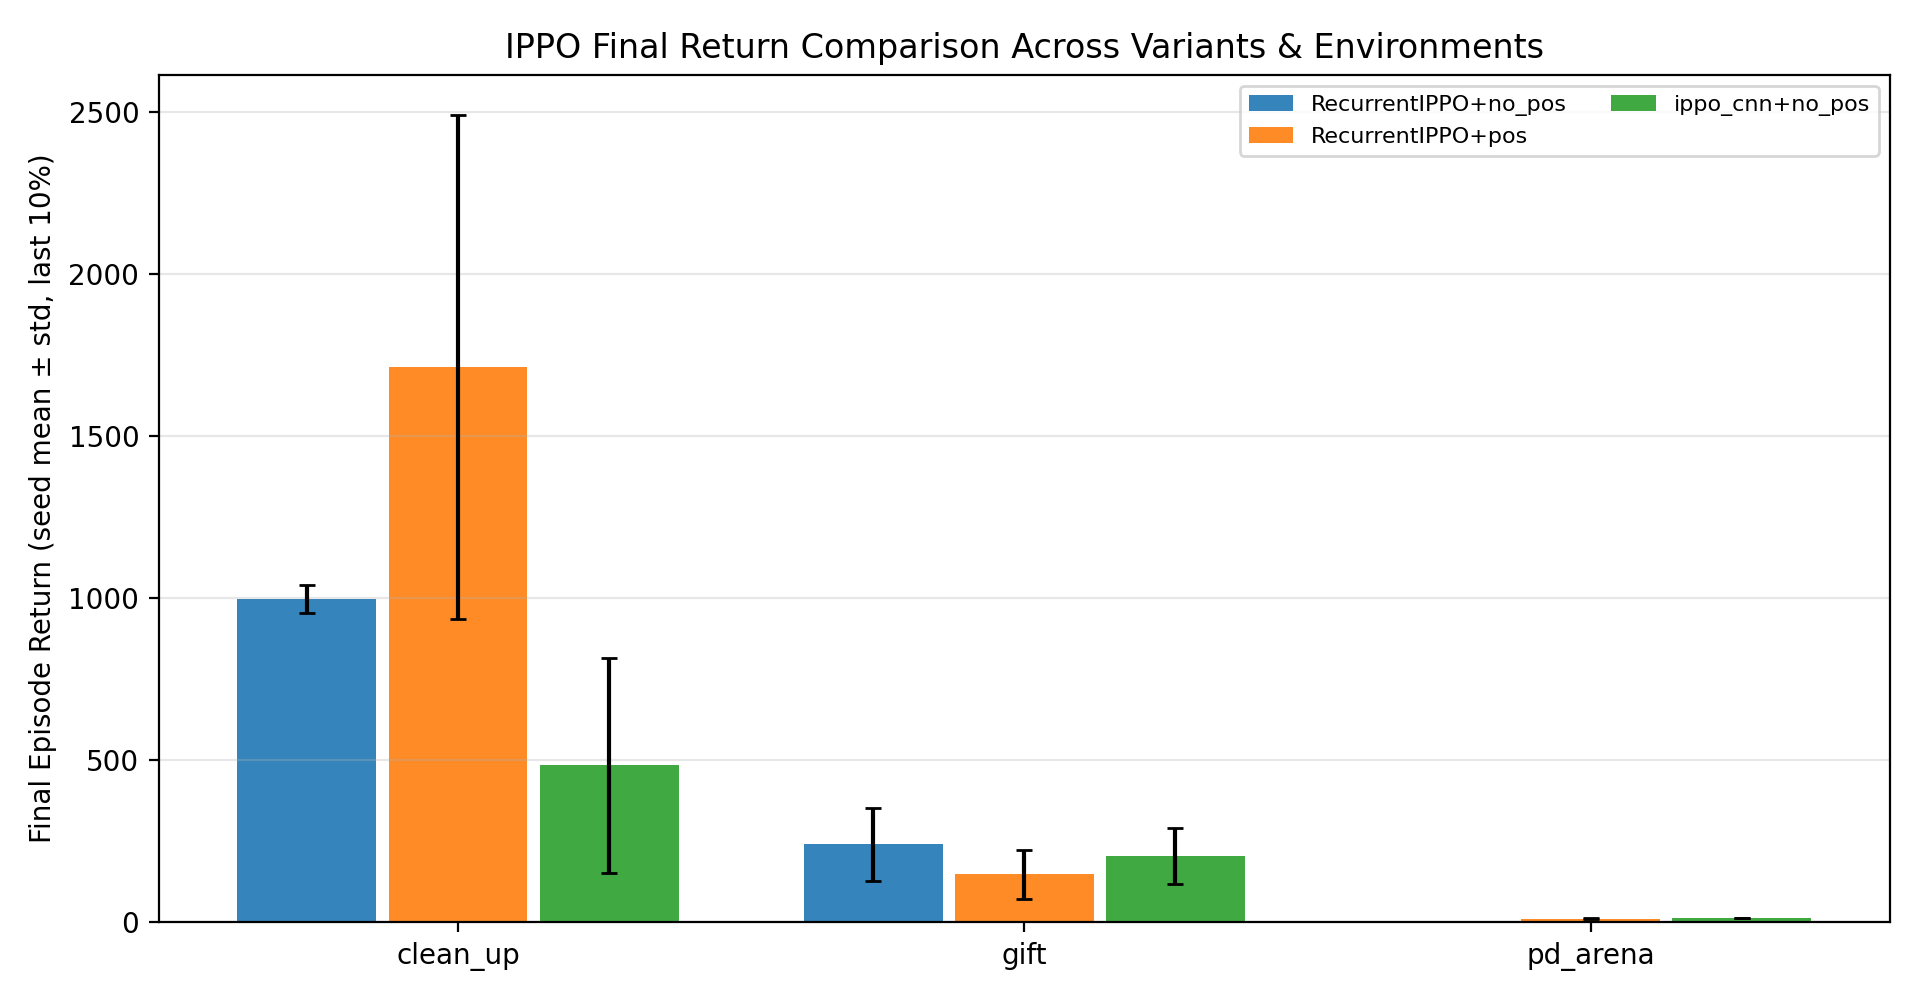 IPPO Final Return Comparison Across Variants & Environments
RecurrentIPPO+no_pos
RecurrentIPPO+pos
ippo_cnn+no_pos
Final Episode Return (seed mean ± std, last 10%)
2500
2000
1500
1000
500
0
clean_up
gift
pd_arena